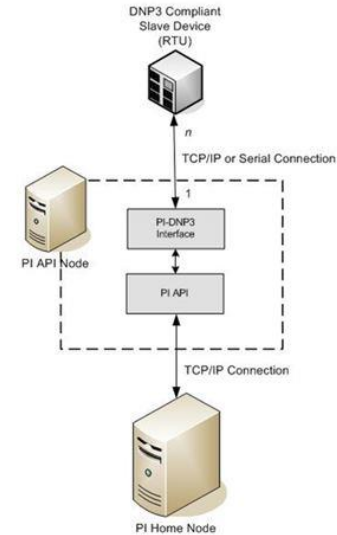 DNP3 Compliant
Slave Device
(RTU)
n
TCP/IP or Serial Connection
1
PI-DNP3
Interface
PI API Node
PI API
TCP/IP Connection
PI Home Node